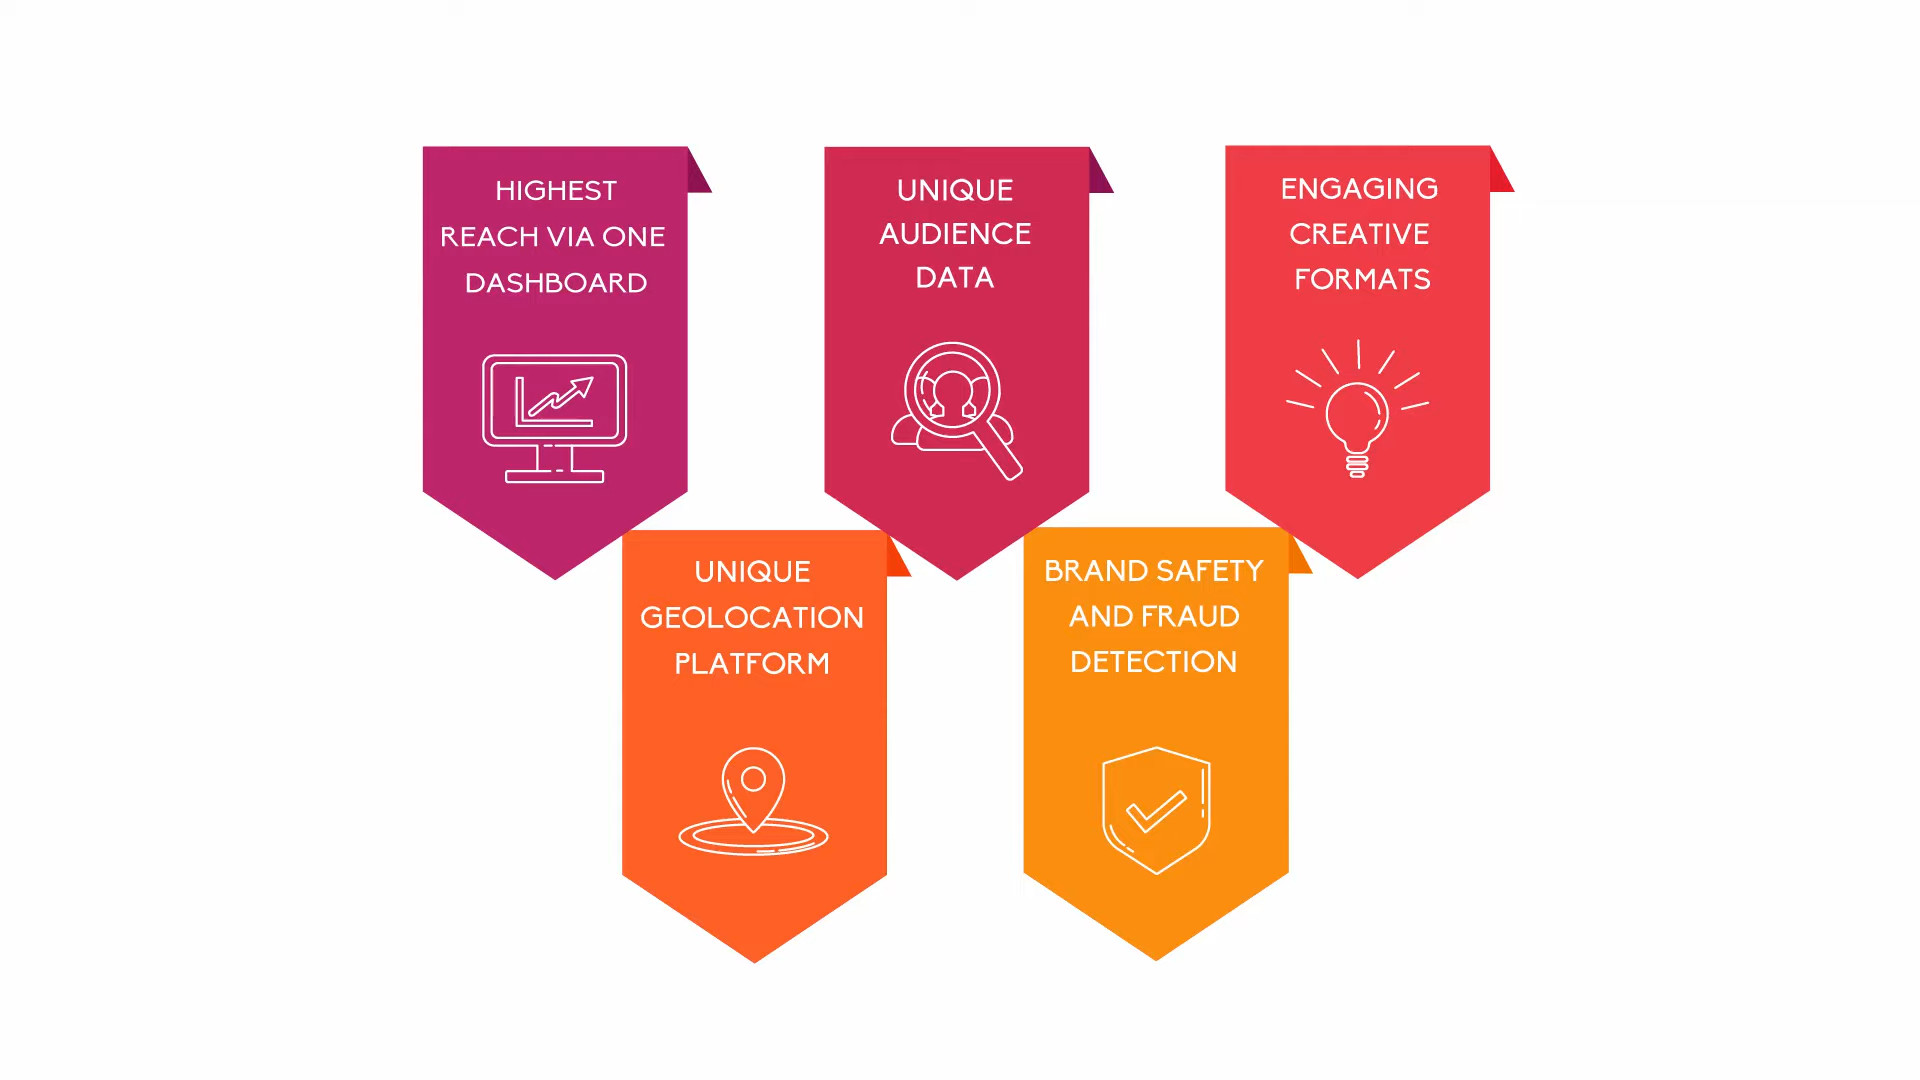 HIGHEST
REACH VIA ONE
DASHBOARD
UNIQUE
AUDIENCE
DATA
ENGAGING
CREATIVE
FORMATS
UNIQUE
GEOLOCATION
PLATFORM
BRAND SAFETY
AND FRAUD
DETECTION